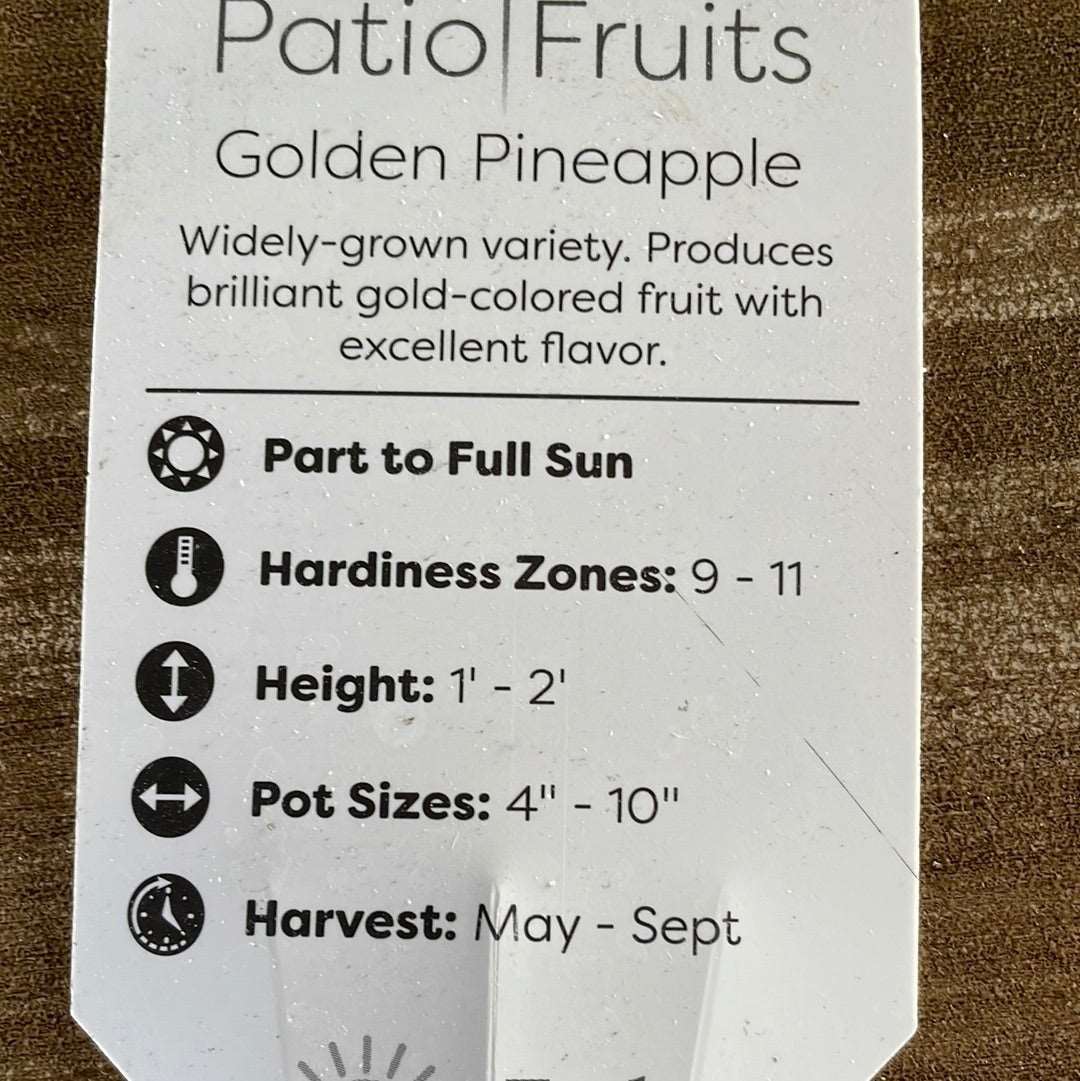 Patio|Fruits
Golden Pineapple
Widely-grown variety. Produces
brilliant gold-colored fruit with
excellent flavor.
Part to Full Sun
Hardiness Zones: 9 - 11
Height: 1' - 2'
Pot Sizes: 4" - 10"
Harvest: May - Sept